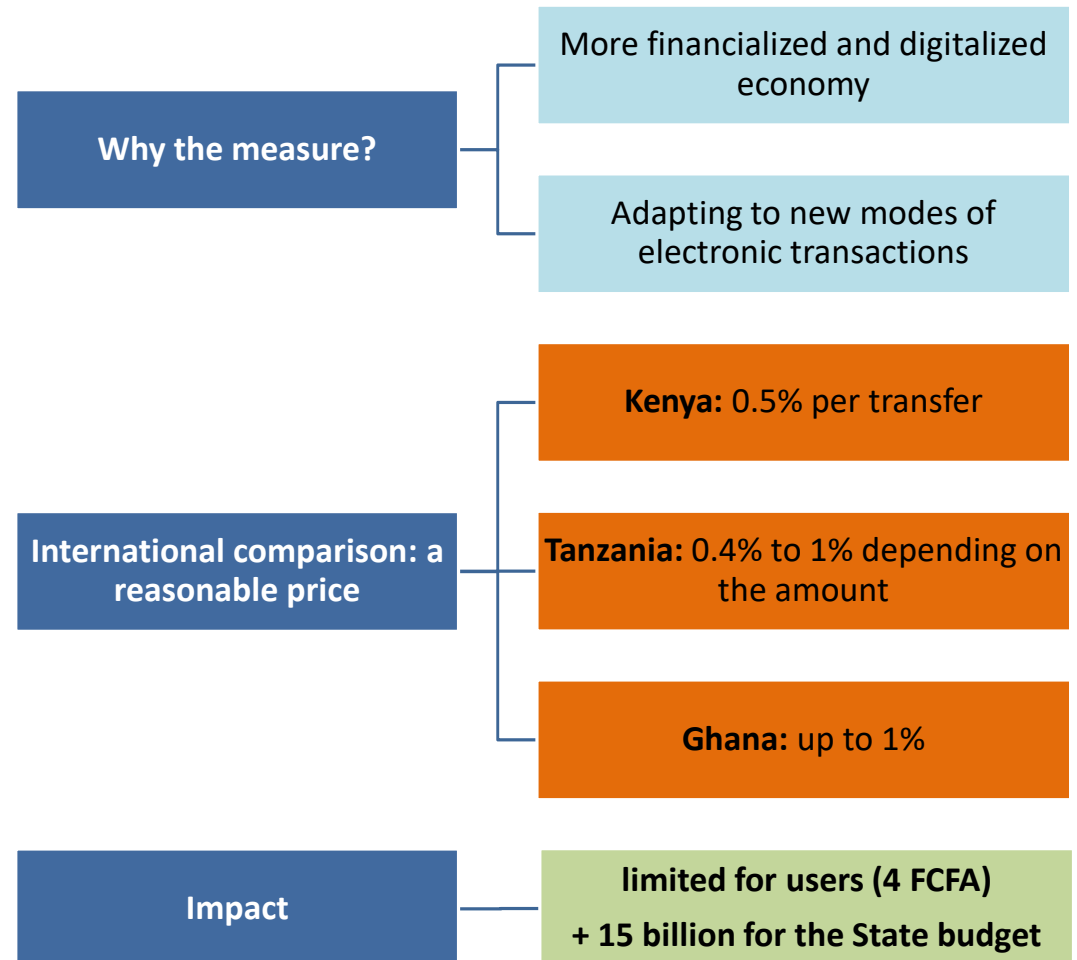 Why the measure?
More financialized and digitalized
economy
Adapting to new modes of
electronic transactions
International comparison: a
reasonable price
Kenya: 0.5% per transfer
Tanzania: 0.4% to 1% depending on
the amount
Ghana: up to 1%
Impact
limited for users (4 FCFA)
+ 15 billion for the State budget